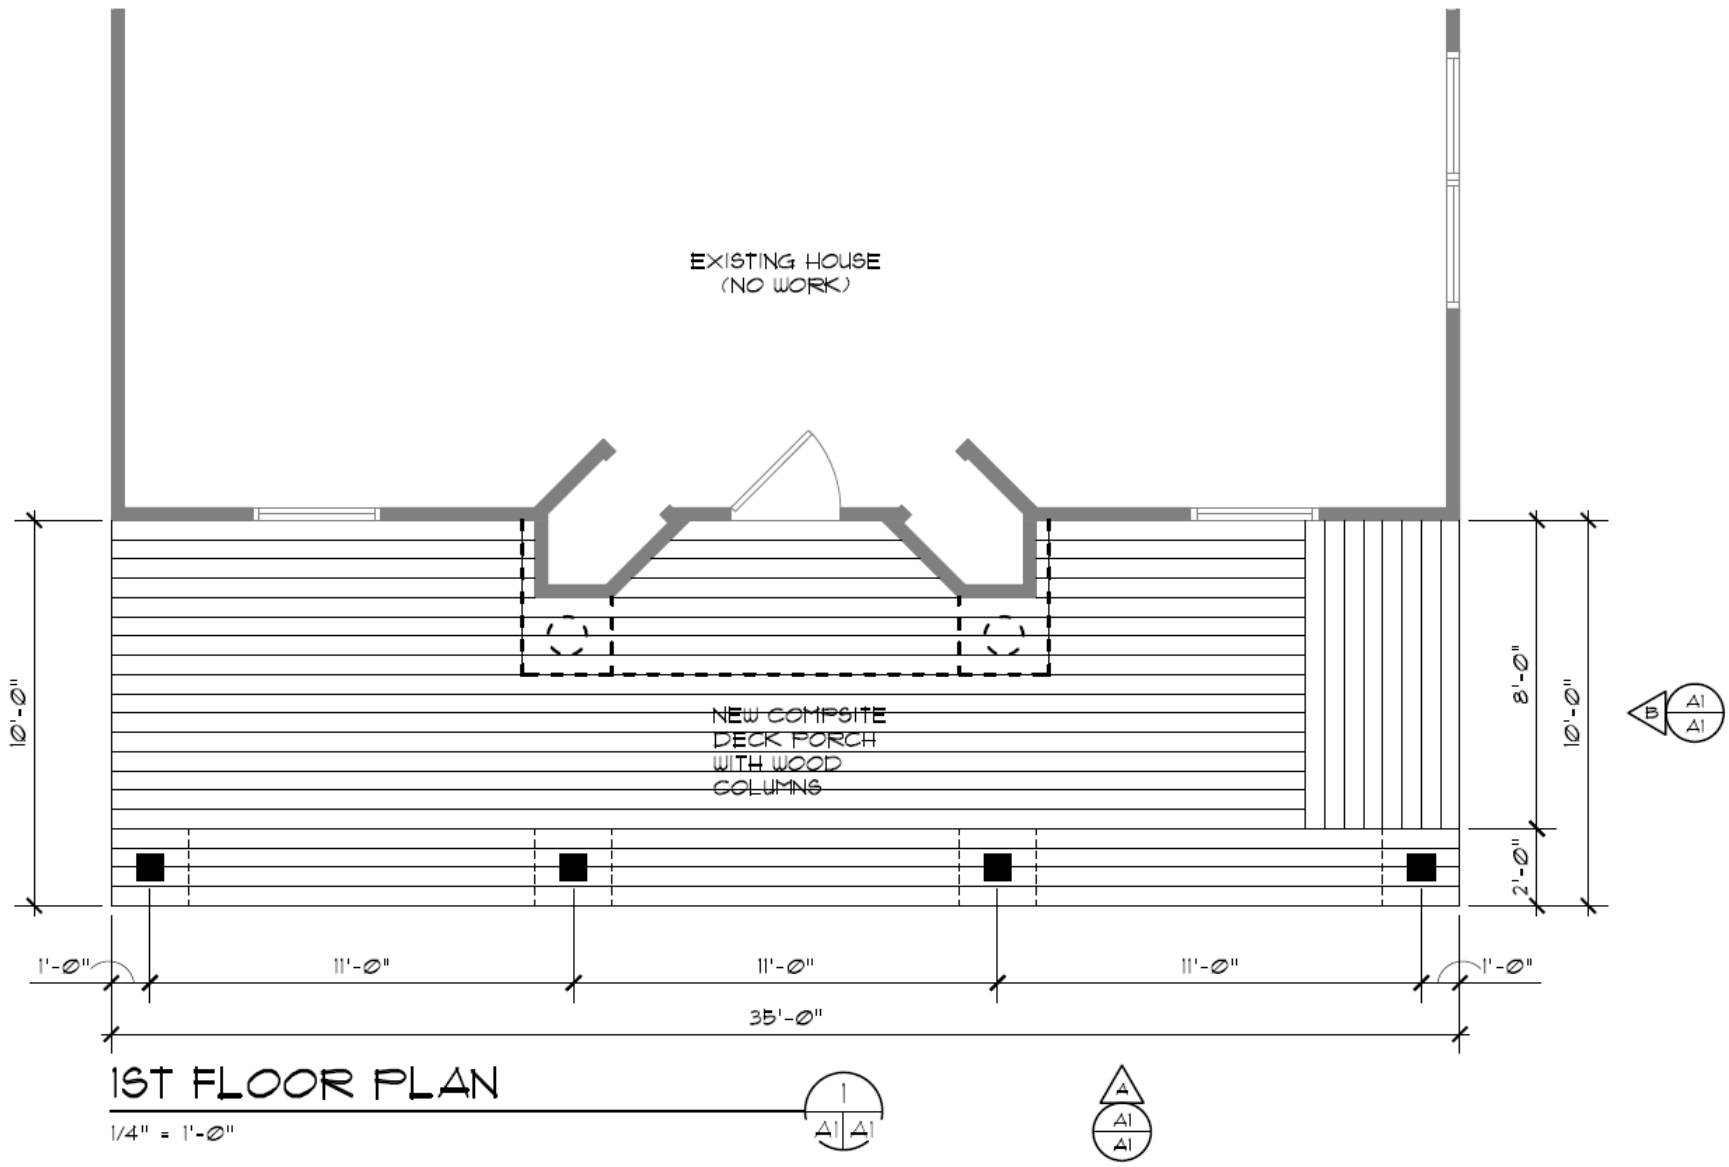 EXISTING HOUSE
(NO WORK)
NEW COMPSITE
DECK PORCH
WITH WOOD
COLUMNS
10'-0"
8'-0"
10'-0"
2'-0"
B
A1
A1
1'-0"
11'-0"
11'-0"
11'-0"
1'-0"
35'-0"
1ST FLOOR PLAN
1/4" = 1'-0"
1
A1 A1
A
A1
A1